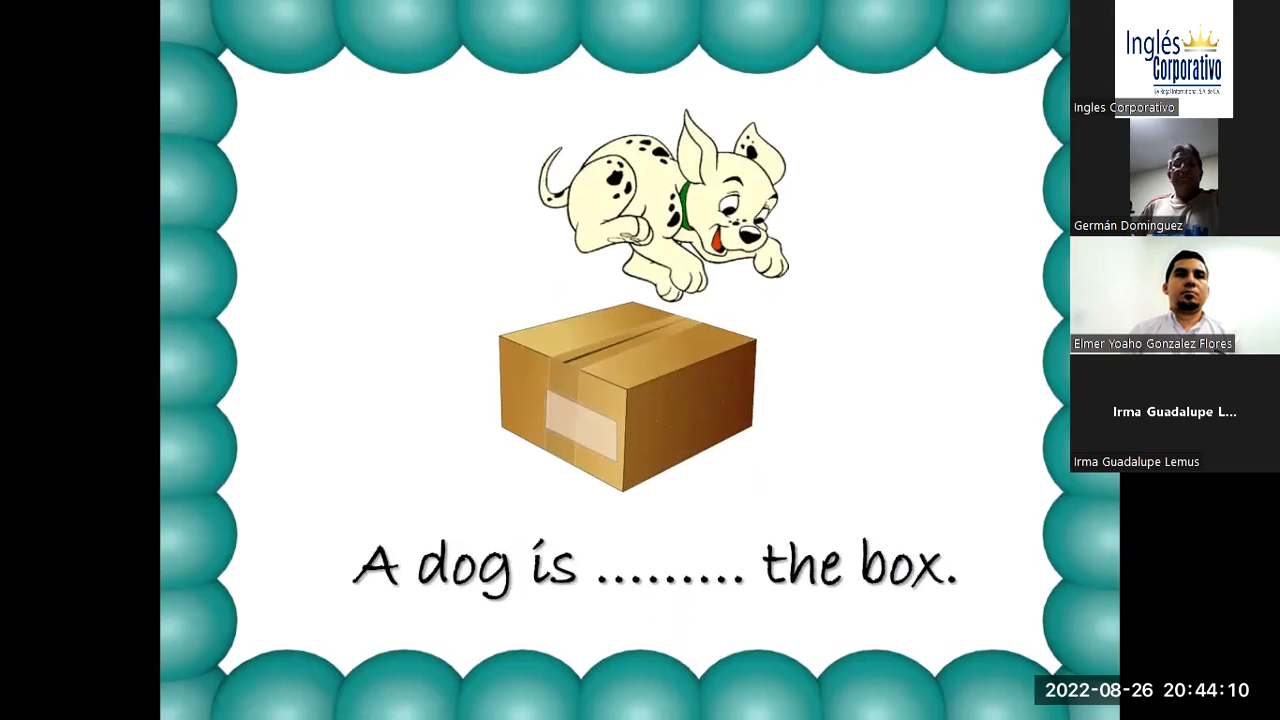 A dog is ......... the box.
Inglés
Corporativo
Ingles Corporativo
Germán Dominguez
Elmer Yoaho Gonzalez Flores
Irma Guadalupe L...
Irma Guadalupe Lemus
2022-08-26 20:44:10